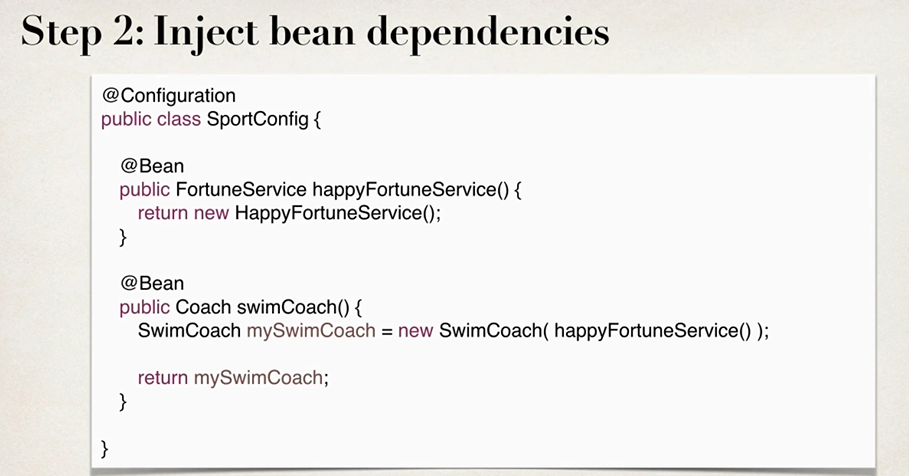 Step 2: Inject bean dependencies
@Configuration
public class SportConfig {
@Bean
public FortuneService happyFortuneService() {
return new HappyFortuneService();
}
@Bean
public Coach swimCoach() {
SwimCoach mySwimCoach = new SwimCoach( happyFortuneService() );
return mySwimCoach;
}
}